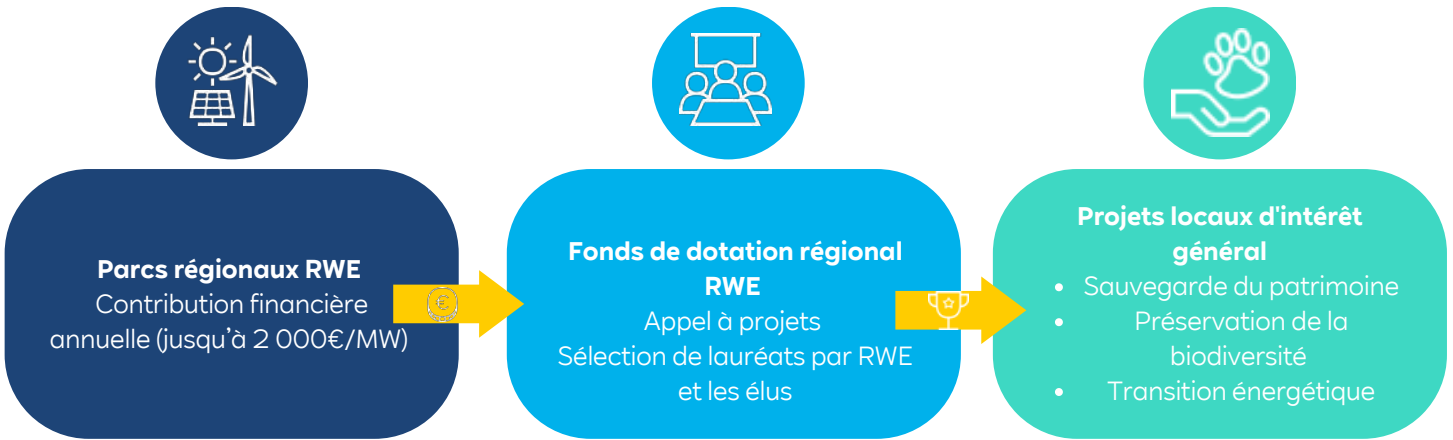 Parcs régionaux RWE
Contribution financière
annuelle (jusqu'à 2 000€/MW)
€
Fonds de dotation régional
RWE
Appel à projets
Sélection de lauréats par RWE
et les élus
Projets locaux d'intérêt
général
• Sauvegarde du patrimoine
• Préservation de la
biodiversité
• Transition énergétique